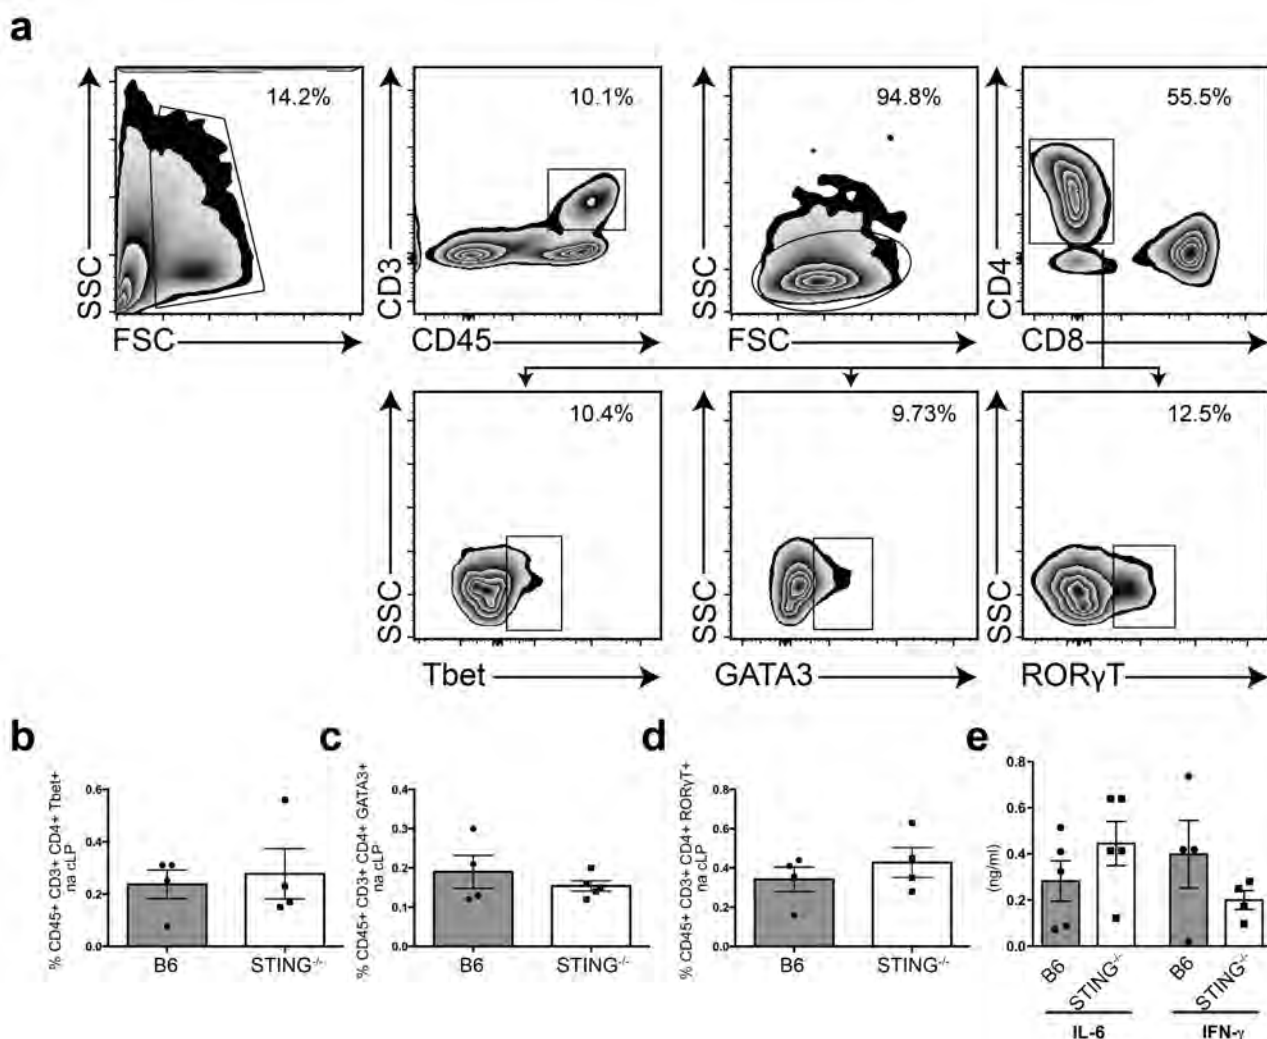 a
14.2%
10.1%
94.8%
55.5%
SSC
FSC
CD3
CD45
SSC
FSC
CD4
CD8
10.4%
9.73%
12.5%
SSC
Tbet
SSC
GATA3
SSC
RORγT
b
% CD45+ CD3+ CD4+ Tbet+
na cLP
0.6
0.4
0.2
0.0
B6
STING-/-
c
% CD45+ CD3+ CD4+ GATA3+
na cLP
0.4
0.3
0.2
0.1
0.0
B6
STING-/-
d
% CD45+ CD3+ CD4+ RORγT+
na cLP
0.8
0.6
0.4
0.2
0.0
B6
STING-/-
e
(ng/ml)
0.8
0.6
0.4
0.2
0.0
B6
STING-/-
B6
STING-/-
IL-6
IFN-γ